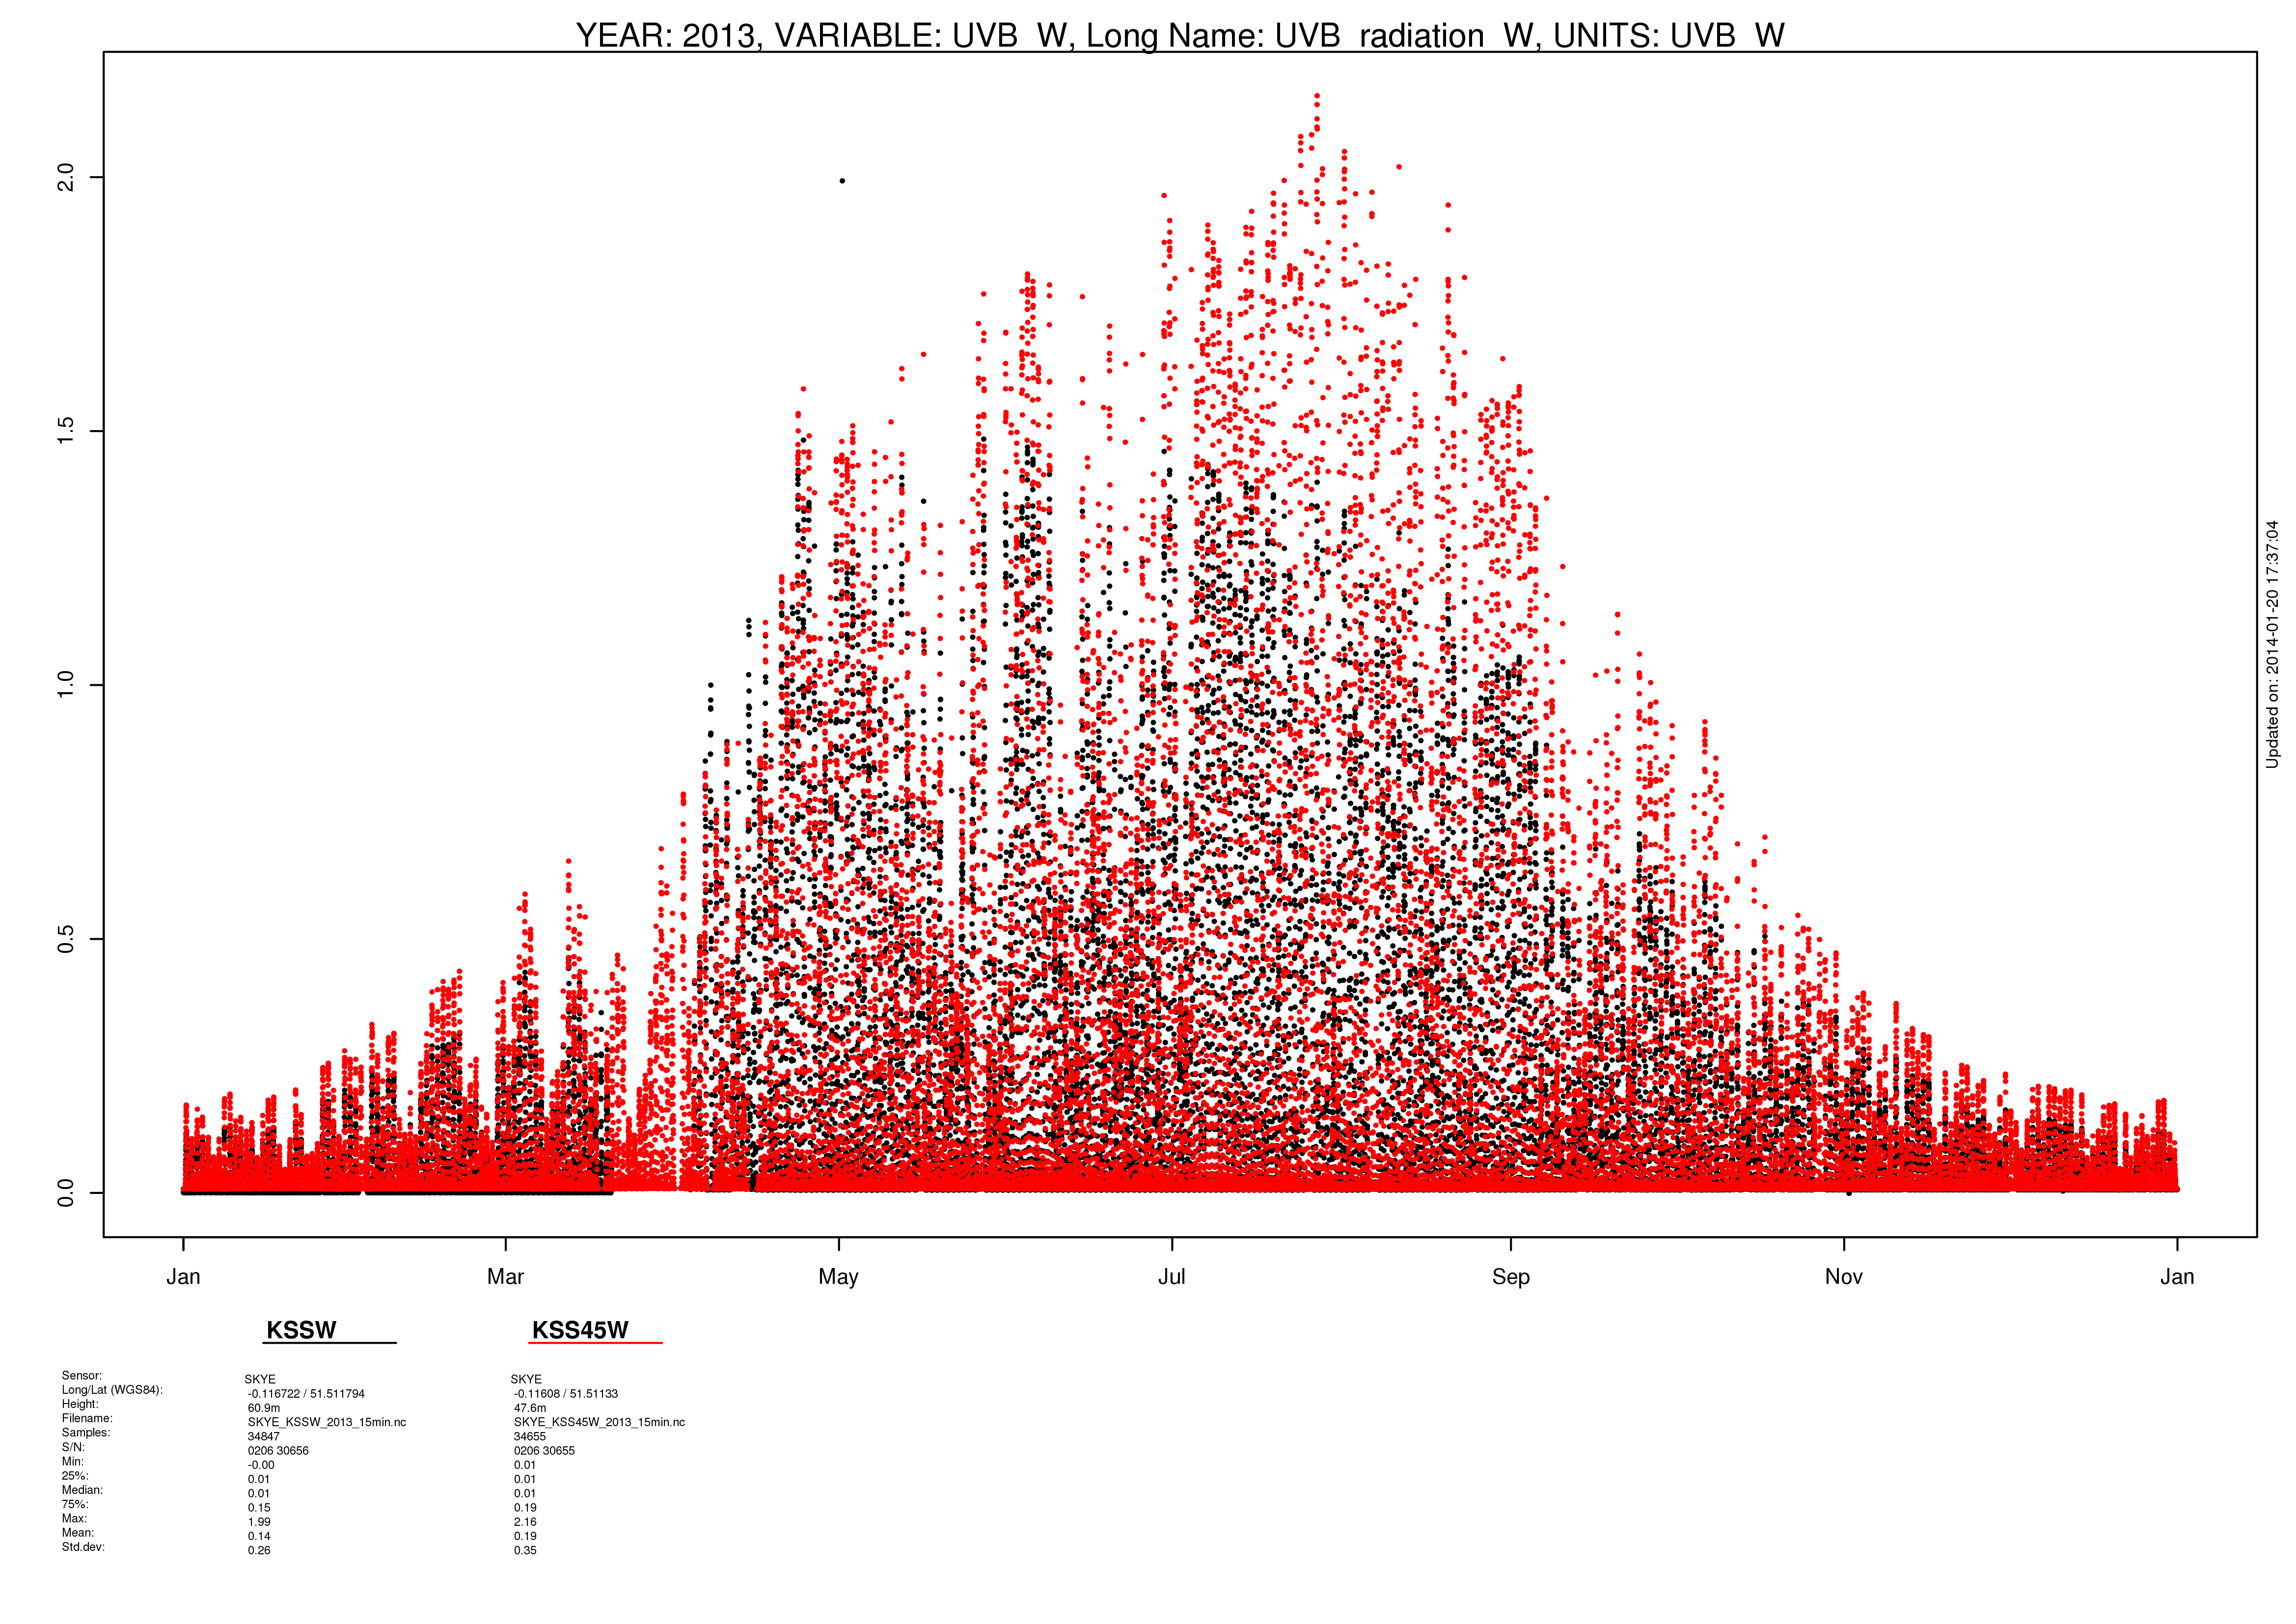 YEAR: 2013, VARIABLE: UVB W, Long Name: UVB radiation W, UNITS: UVB W
2.0
1.5
1.0
0.5
0.0
Updated on: 2014-01-20 17:37:04
Jan Mar May Jul Sep Nov Jan
KSSW KSS45W
Sensor: SKYE SKYE
Long/Lat (WGS84): -0.116722 / 51.511794 -0.11608 / 51.51133
Height: 60.9m 47.6m
Filename: SKYE_KSSW_2013_15min.nc SKYE_KSS45W_2013_15min.nc
Samples: 34847 34655
S/N: 0206 30656 0206 30655
Min: -0.00 0.01
25%: 0.01 0.01
Median: 0.01 0.01
75%: 0.15 0.19
Max: 1.99 2.16
Mean: 0.14 0.19
Std.dev: 0.26 0.35